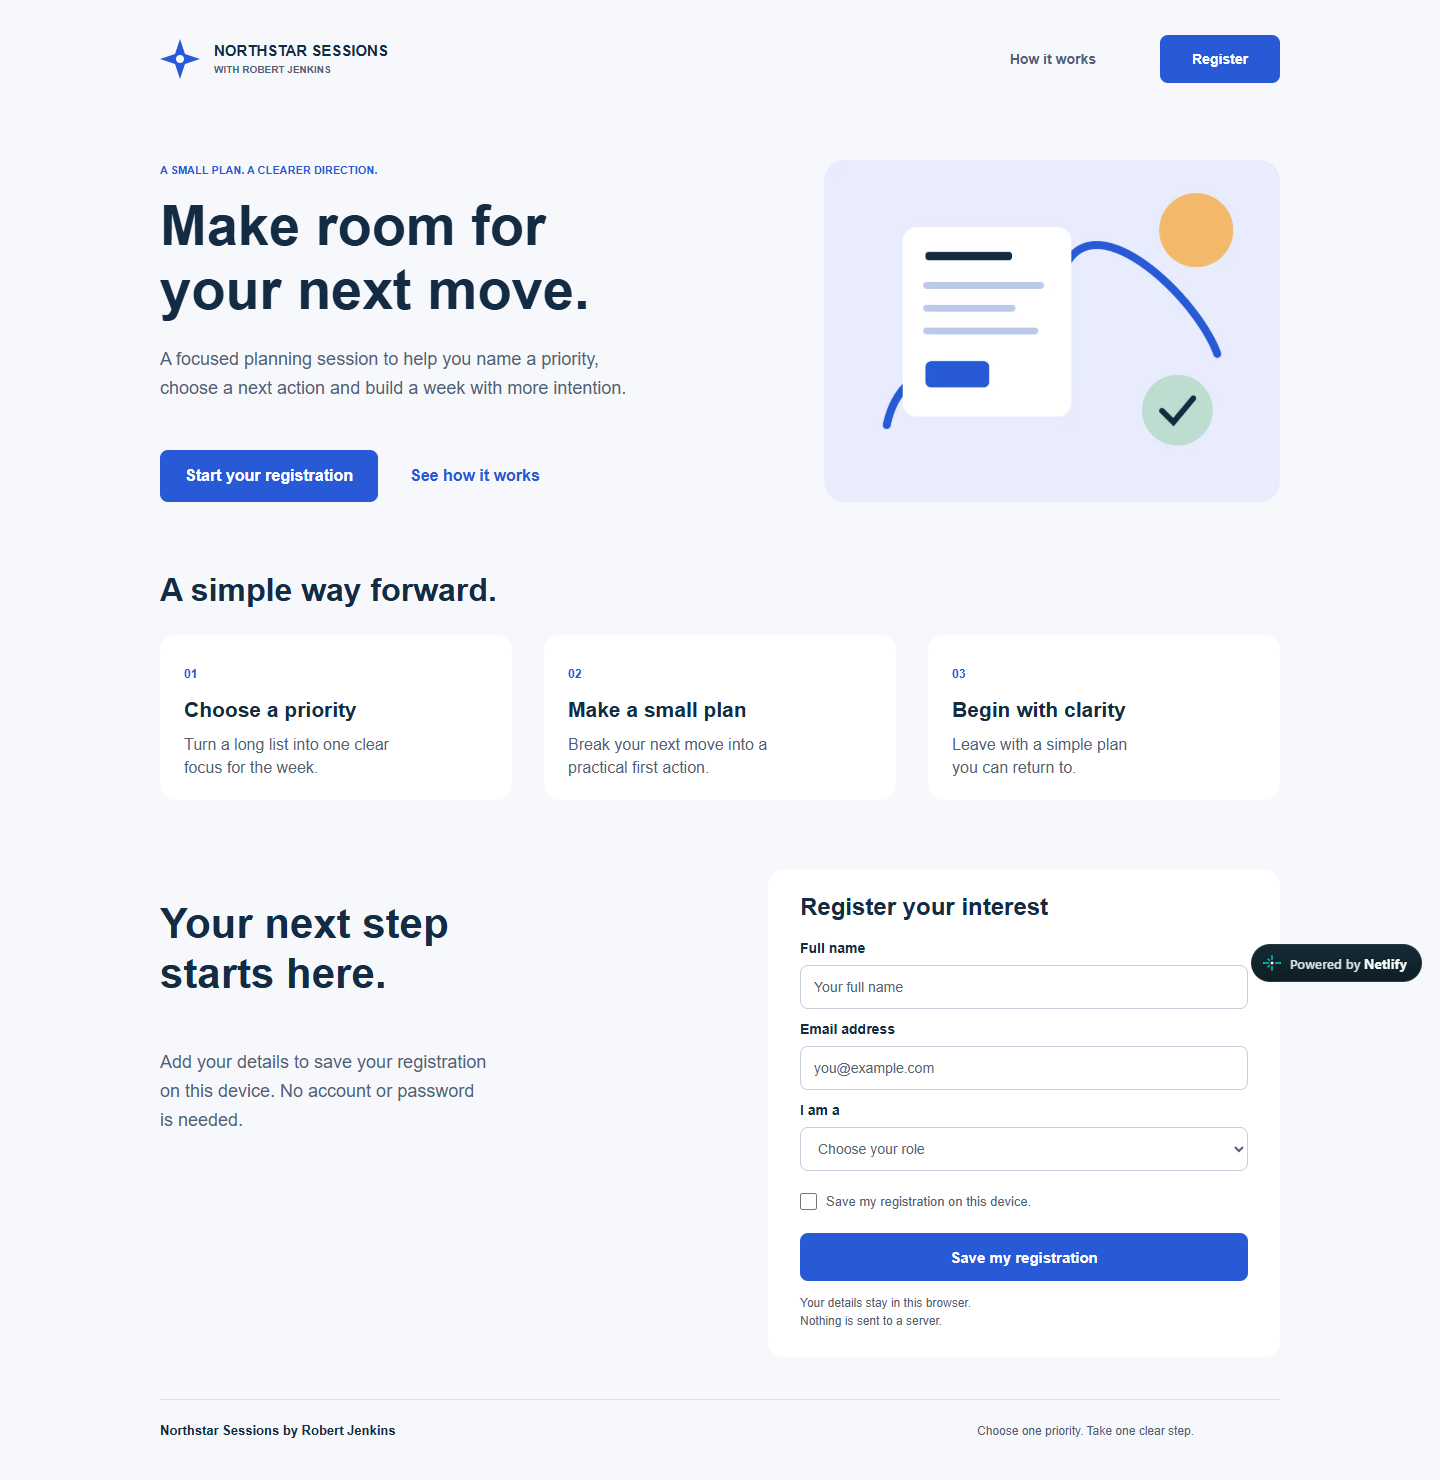 NORTHSTAR SESSIONS
WITH ROBERT JENKINS
How it works
Register
A SMALL PLAN. A CLEARER DIRECTION.
Make room for
your next move.
A focused planning session to help you name a priority,
choose a next action and build a week with more intention.
Start your registration
See how it works
A simple way forward.
01
Choose a priority
Turn a long list into one clear
focus for the week.
02
Make a small plan
Break your next move into a
practical first action.
03
Begin with clarity
Leave with a simple plan
you can return to.
Your next step
starts here.
Add your details to save your registration
on this device. No account or password
is needed.
Register your interest
Full name
Your full name
Email address
you@example.com
I am a
Choose your role
Save my registration on this device.
Save my registration
Your details stay in this browser.
Nothing is sent to a server.
Powered by Netlify
Northstar Sessions by Robert Jenkins
Choose one priority. Take one clear step.